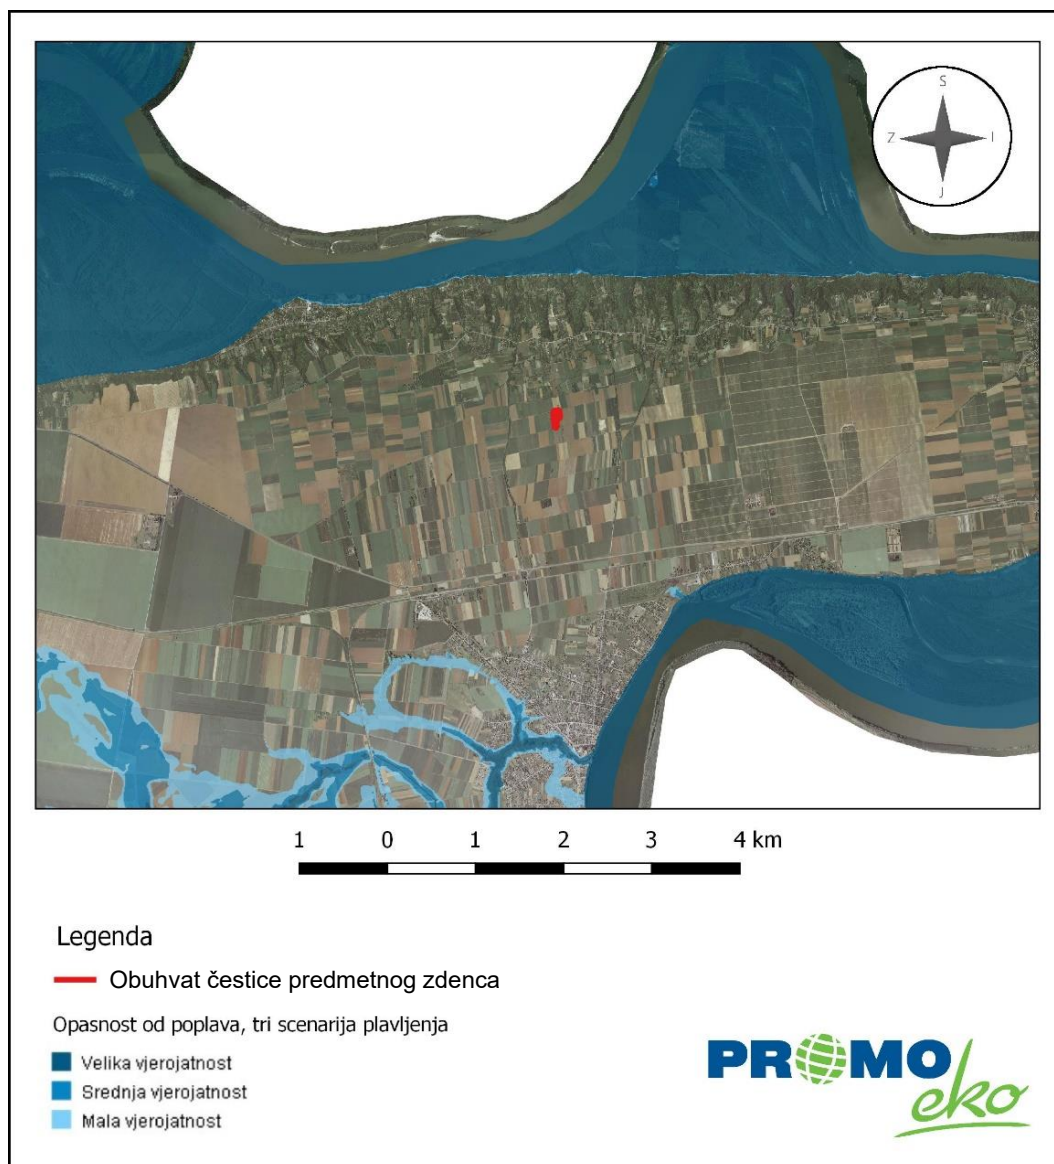 S
Z I
J
1 0 1 2 3 4 km
Legenda
Obuhvat čestice predmetnog zdenca
Opasnost od poplava, tri scenarija plavljenja
Velika vjerojatnost
Srednja vjerojatnost
Mala vjerojatnost
PROMO
eko